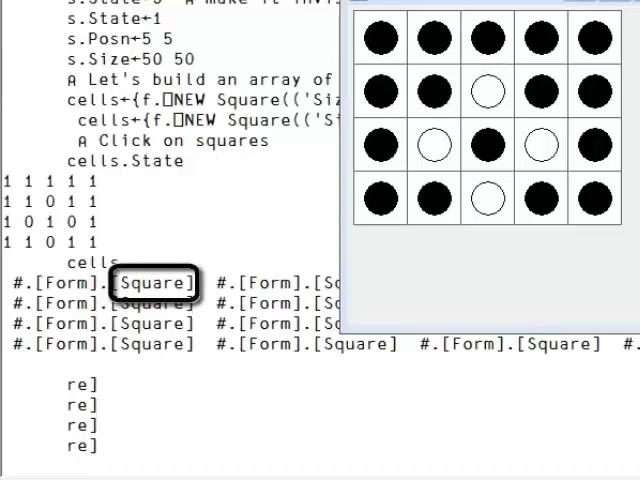 s.State←1
s.Posn←5 5
s.Size←50 50
⍝ Let's build an array of
cells←{f.⎕NEW Square(('Siz
cells←{f.⎕NEW Square(('Si
⍝ Click on squares
cells.State
1 1 1 1 1
1 1 0 1 1
1 0 1 0 1
1 1 0 1 1
cells
#.[Form].[Square] #.[Form].[Sq
#.[Form].[Square] #.[Form].[Sq
#.[Form].[Square] #.[Form].[Sq
#.[Form].[Square] #.[Form].[Square] #.[Form].[Square] #.
re]
re]
re]
re]